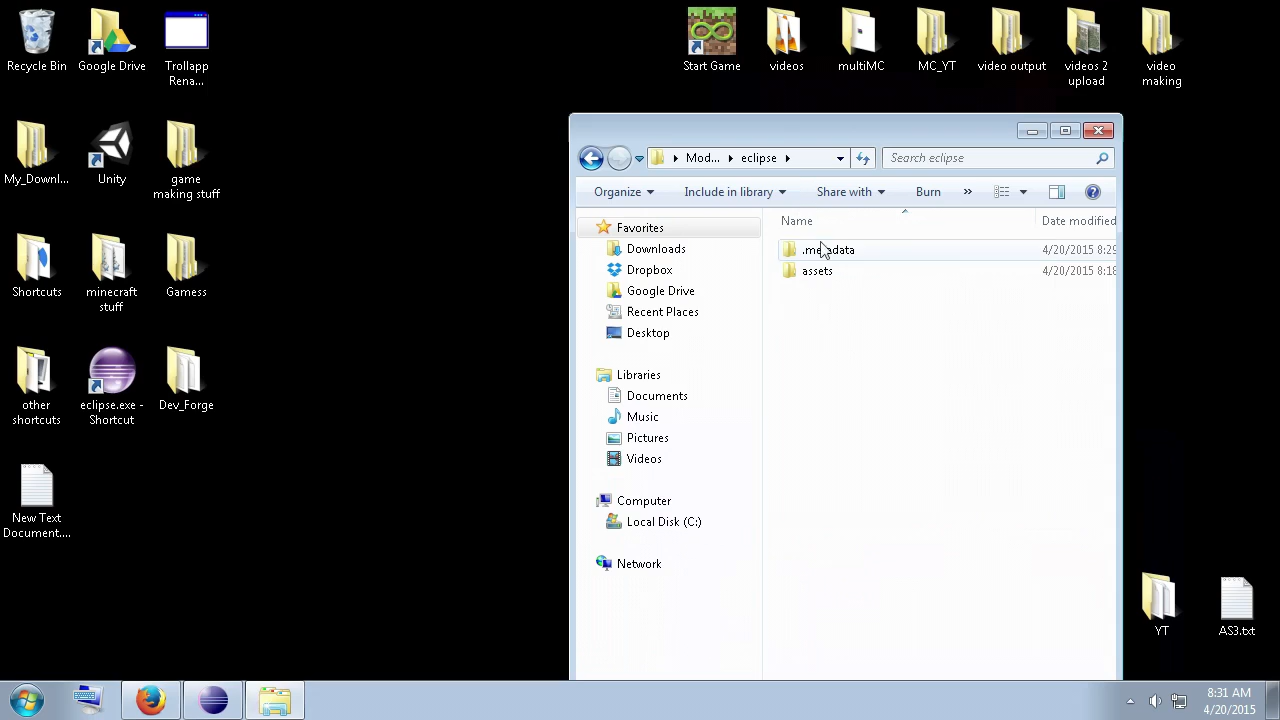 Recycle Bin
Google Drive
Trollapp
Rena...
Start Game
videos
multiMC
MC_YT
video output
videos 2
upload
video
making
My_Downl...
Unity
game
making stuff
Shortcuts
minecraft
stuff
Gamess
other
shortcuts
eclipse.exe -
Shortcut
Dev_Forge
New Text
Document....
Mod...
eclipse
Search eclipse
Organize
Include in library
Share with
Burn
»
Name
Date modified
.metadata
4/20/2015 8:29
assets
4/20/2015 8:18
Favorites
Downloads
Dropbox
Google Drive
Recent Places
Desktop
Libraries
Documents
Music
Pictures
Videos
Computer
Local Disk (C:)
Network
YT
AS3.txt
8:31 AM
4/20/2015